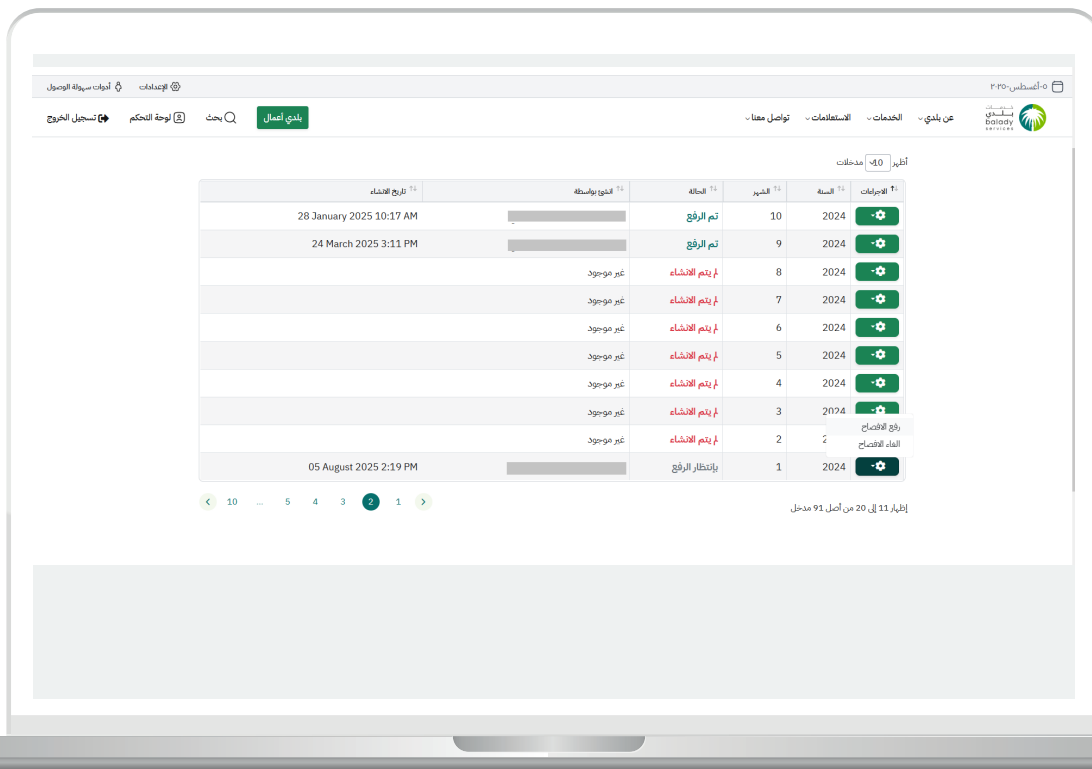 ٠٥-أغسطس-٢٠٢٥ الإعدادات أدوات سهولة الوصول
خدمات بلدي balady services عن بلدي الخدمات الاستعلامات تواصل معنا بلدي أعمال بحث لوحة التحكم تسجيل الخروج
أظهر 10 مدخلات
الاجراءات السنة الشهر الحالة انشئ بواسطة تاريخ الانشاء
2024 10 تم الرفع 28 January 2025 10:17 AM
2024 9 تم الرفع 24 March 2025 3:11 PM
2024 8 لم يتم الانشاء غير موجود
2024 7 لم يتم الانشاء غير موجود
2024 6 لم يتم الانشاء غير موجود
2024 5 لم يتم الانشاء غير موجود
2024 4 لم يتم الانشاء غير موجود
2024 3 لم يتم الانشاء غير موجود
رفع الافصاح
2 2 لم يتم الانشاء غير موجود
الغاء الافصاح
2024 1 بإنتظار الرفع 05 August 2025 2:19 PM
1 2 3 4 5 ... 10
إظهار 11 إلى 20 من أصل 91 مدخل